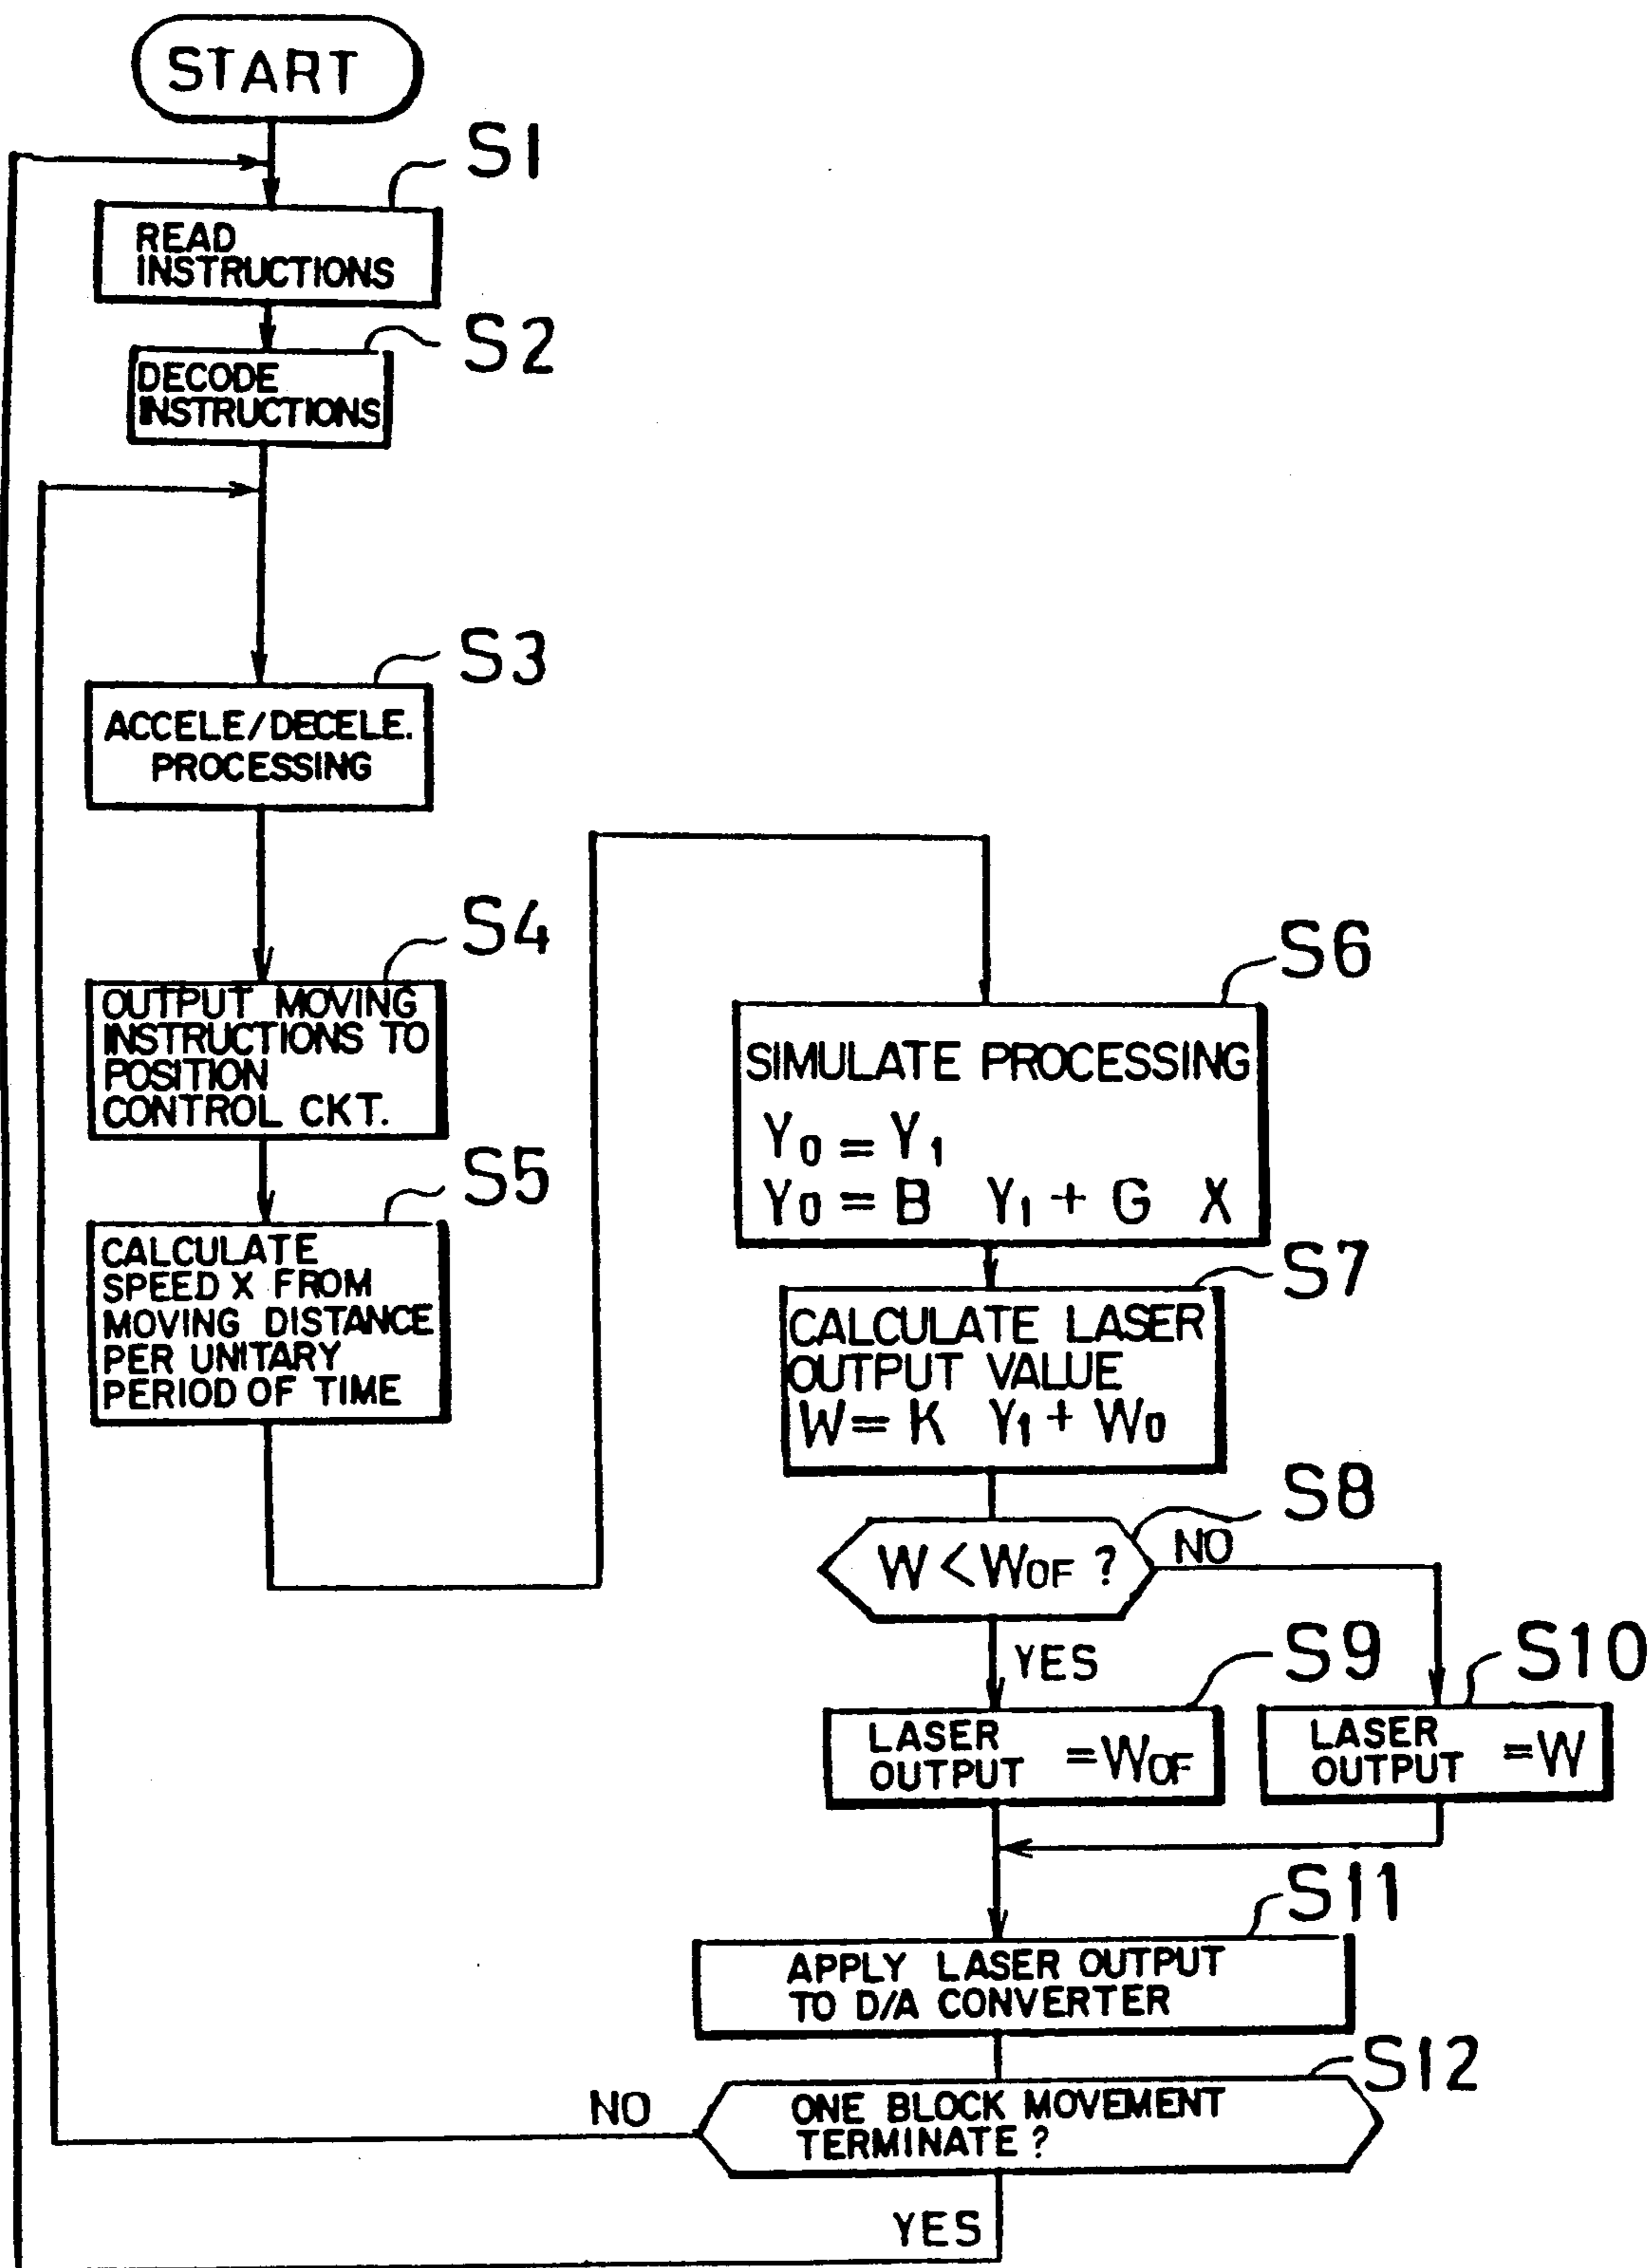 START
S1
READ
INSTRUCTIONS
S2
DECODE
INSTRUCTIONS
S3
ACCELE/DECELE.
PROCESSING
S4
OUTPUT MOVING
INSTRUCTIONS TO
POSITION
CONTROL CKT.
S5
CALCULATE
SPEED X FROM
MOVING DISTANCE
PER UNITARY
PERIOD OF TIME
S6
SIMULATE PROCESSING
Y0 = Y1
Y0 = B Y1 + G X
S7
CALCULATE LASER
OUTPUT VALUE
W = K Y1 + W0
S8
W < WOF ?
NO
YES
S9
LASER
OUTPUT = WOF
S10
LASER
OUTPUT = W
S11
APPLY LASER OUTPUT
TO D/A CONVERTER
S12
ONE BLOCK MOVEMENT
TERMINATE ?
NO
YES